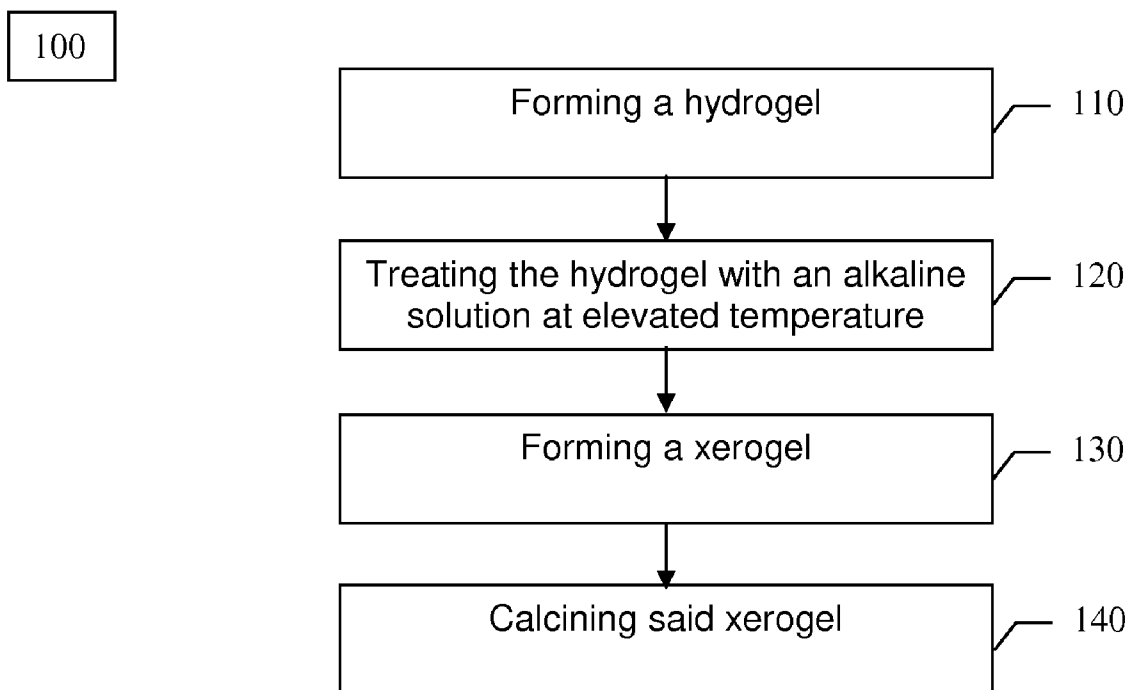 100
Forming a hydrogel
110
Treating the hydrogel with an alkaline
solution at elevated temperature
120
Forming a xerogel
130
Calcining said xerogel
140